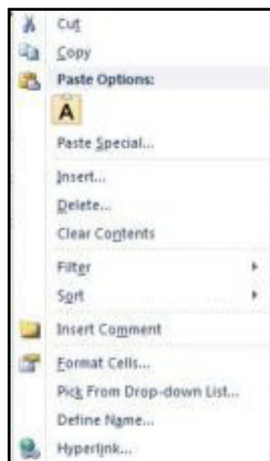 Cut
Copy
Paste Options:
A
Paste Special...
Insert...
Delete...
Clear Contents
Filter
Sort
Insert Comment
Format Cells...
Pick From Drop-down List...
Define Name...
Hyperlink...